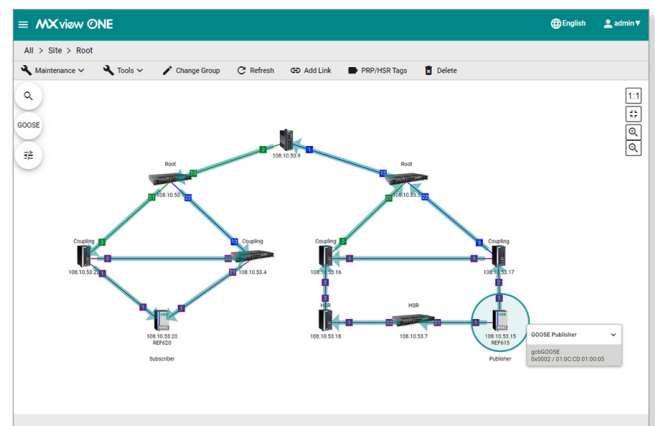 MXview ONE
English
admin
All > Site > Root
Maintenance
Tools
Change Group
Refresh
Add Link
PRP/HSR Tags
Delete
GOOSE
1:1
108.10.53.9
Root
Root
Coupling
Coupling
108.10.53.4
Coupling
108.10.53.16
Coupling
108.10.53.17
108.10.53.20
REF620
Subscriber
HSR
108.10.53.18
HSR
108.10.53.7
108.10.53.15
REF615
Publisher
GOOSE Publisher
gcbGOOSE
0x0002 / 01:0C:CD:01:00:05